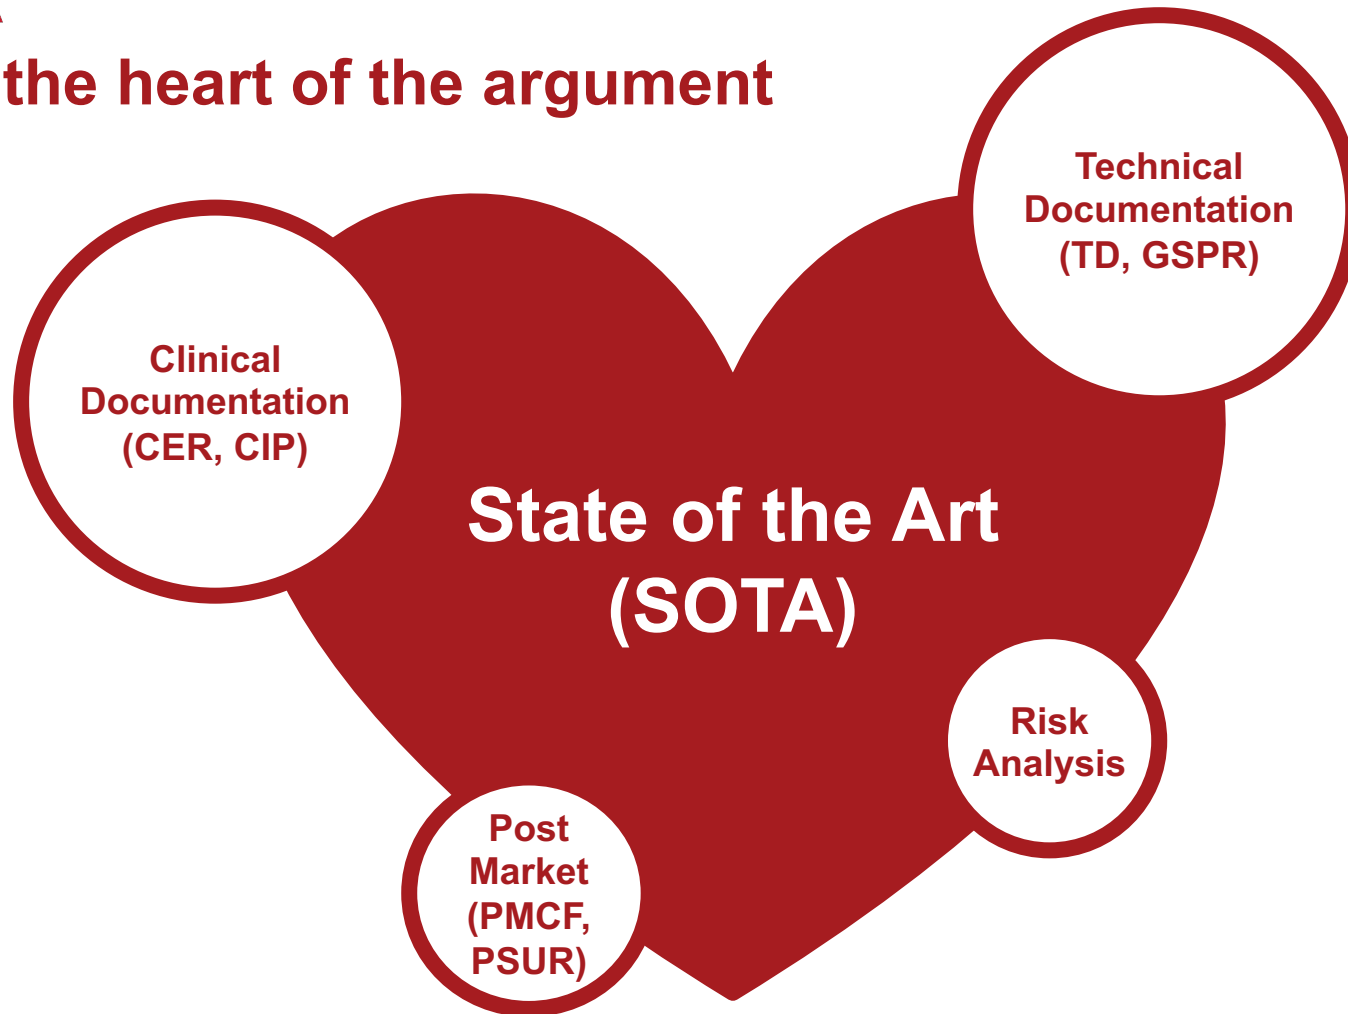 the heart of the argument
Technical
Documentation
(TD, GSPR)
Clinical
Documentation
(CER, CIP)
State of the Art
(SOTA)
Risk
Analysis
Post
Market
(PMCF,
PSUR)